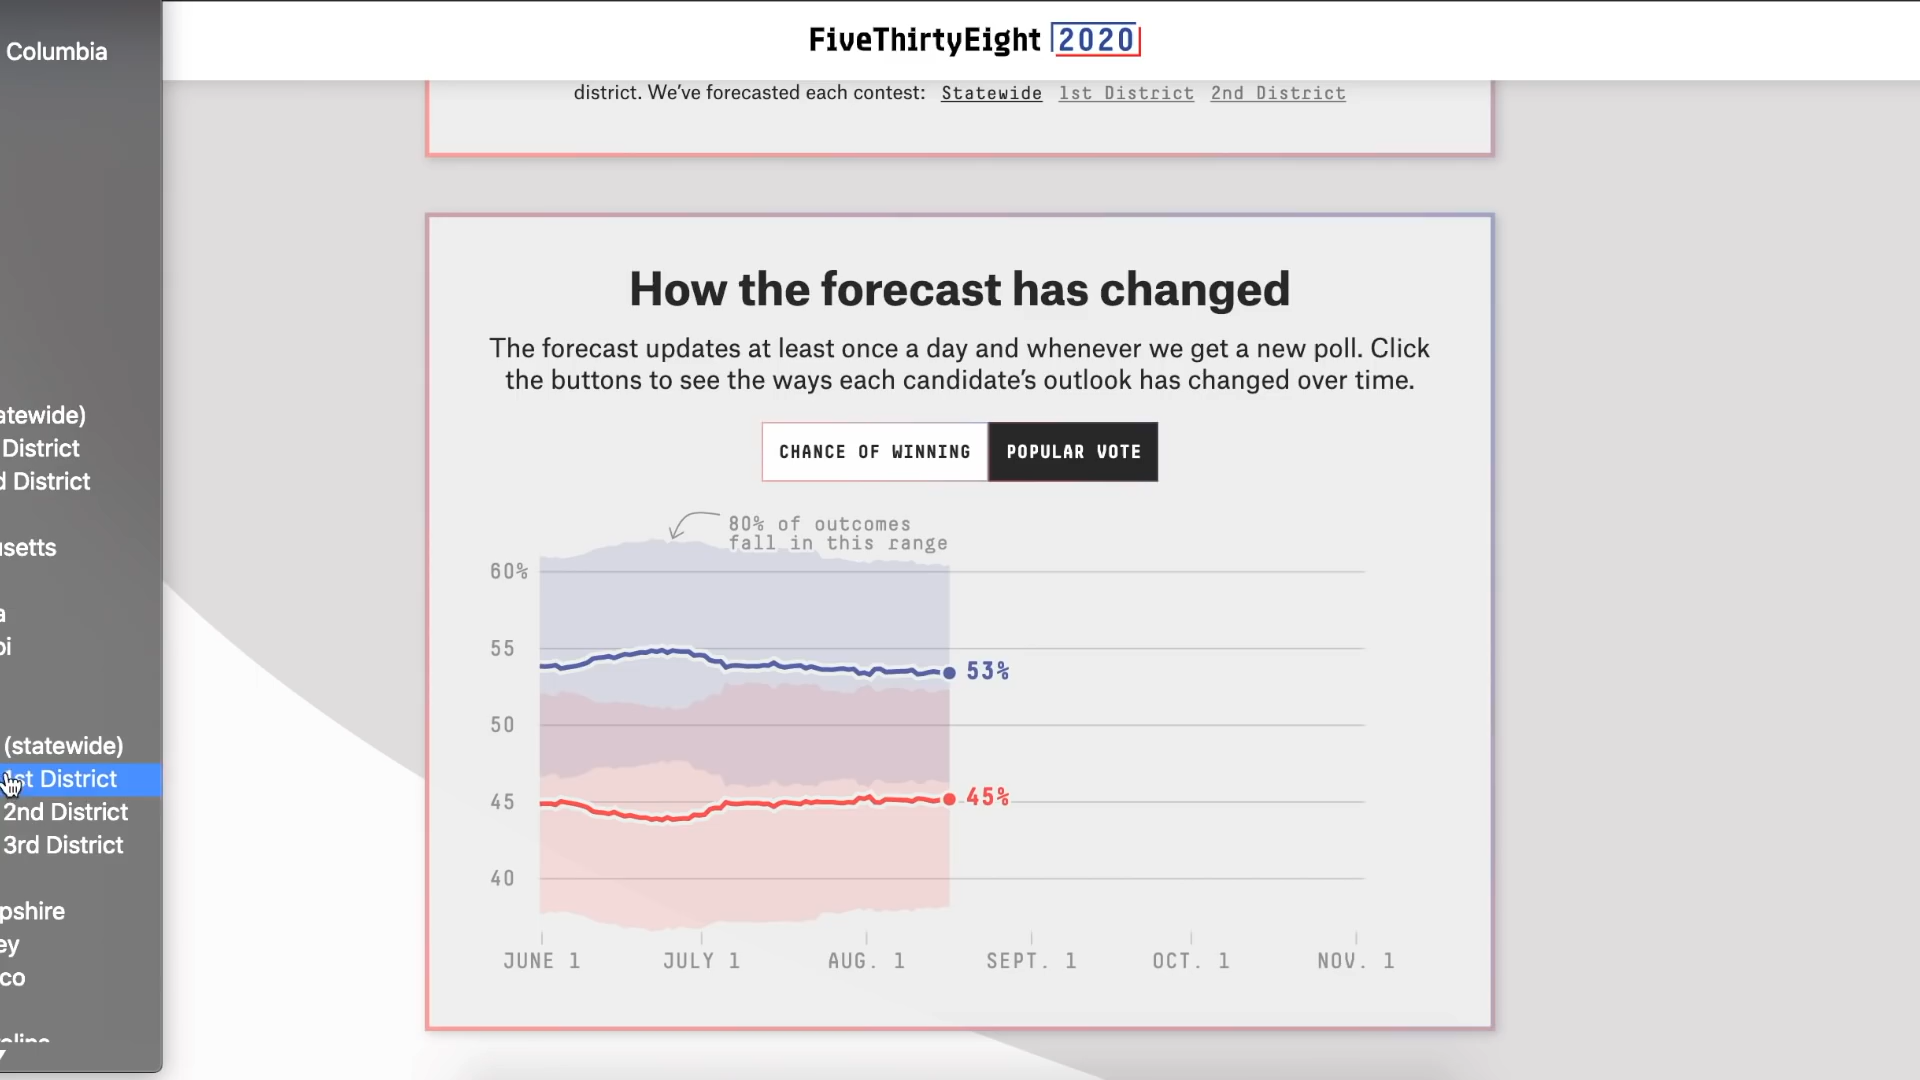 FiveThirtyEight 2020
Columbia
atewide)
District
d District
setts
a
oi
(statewide)
1st District
2nd District
3rd District
pshire
ey
co
district. We've forecasted each contest: Statewide 1st District 2nd District
How the forecast has changed
The forecast updates at least once a day and whenever we get a new poll. Click
the buttons to see the ways each candidate's outlook has changed over time.
CHANCE OF WINNING POPULAR VOTE
80% of outcomes
fall in this range
60%
55
53%
50
45
45%
40
JUNE 1 JULY 1 AUG. 1 SEPT. 1 OCT. 1 NOV. 1